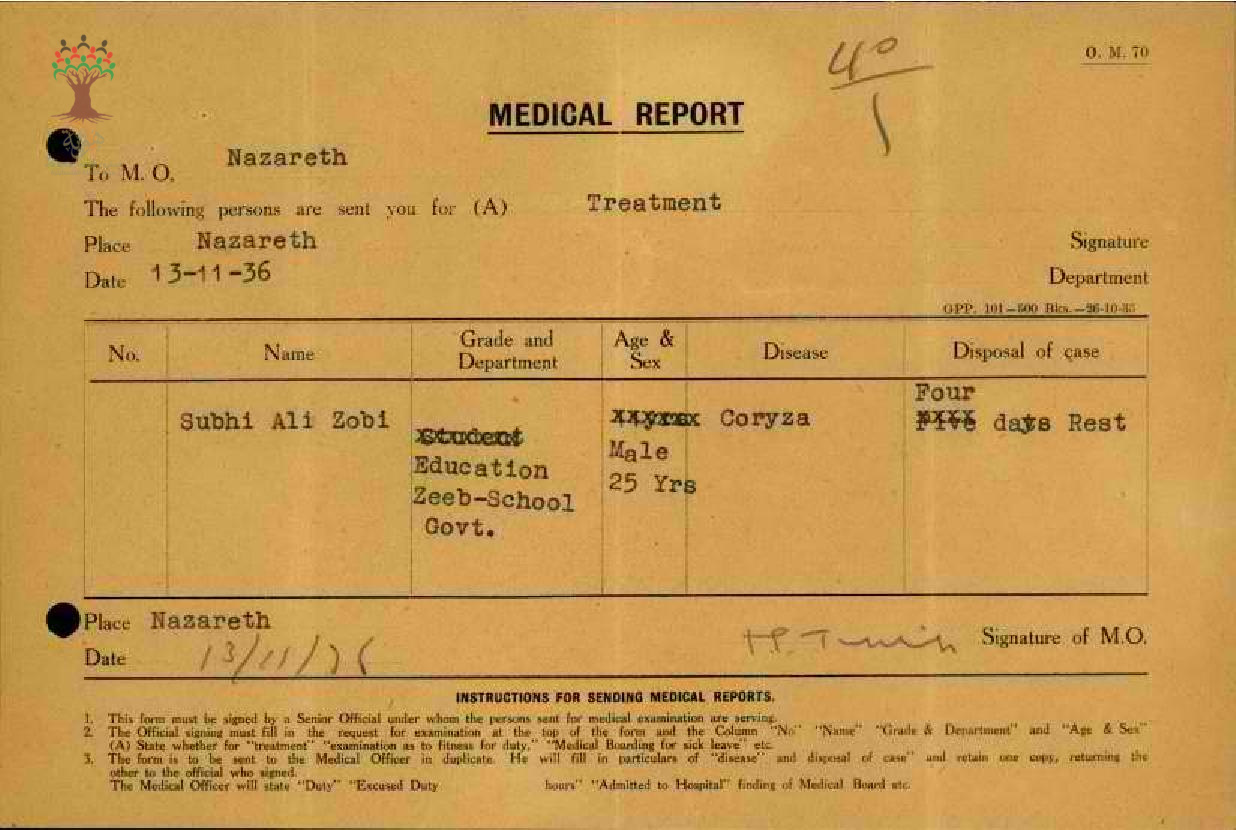 40
1
O. M. 70
MEDICAL REPORT
To M. O. Nazareth
The following persons are sent you for (A) Treatment
Place Nazareth
Signature
Date 13-11-36
Department
GPP. 101—500 Bks.—26-10-35
No. Name Grade and Department Age & Sex Disease Disposal of case
Four
Subhi Ali Zobi Coryza Five days Rest
Student
Male
Education
25 Yrs
Zeeb-School
Govt.
Place Nazareth
Signature of M.O.
Date 13/11/36
INSTRUCTIONS FOR SENDING MEDICAL REPORTS.
1. This form must be signed by a Senior Official under whom the persons sent for medical examination are serving.
2. The Official signing must fill in the request for examination at the top of the form and the Column "No" "Name" "Grade & Department" and "Age & Sex"
(A) State whether for "treatment" "examination as to fitness for duty," "Medical Boarding for sick leave" etc.
3. The form is to be sent to the Medical Officer in duplicate. He will fill in particulars of "disease" and disposal of case" and retain one copy, returning the
other to the official who signed.
The Medical Officer will state "Duty" "Excused Duty hours" "Admitted to Hospital" finding of Medical Board etc.